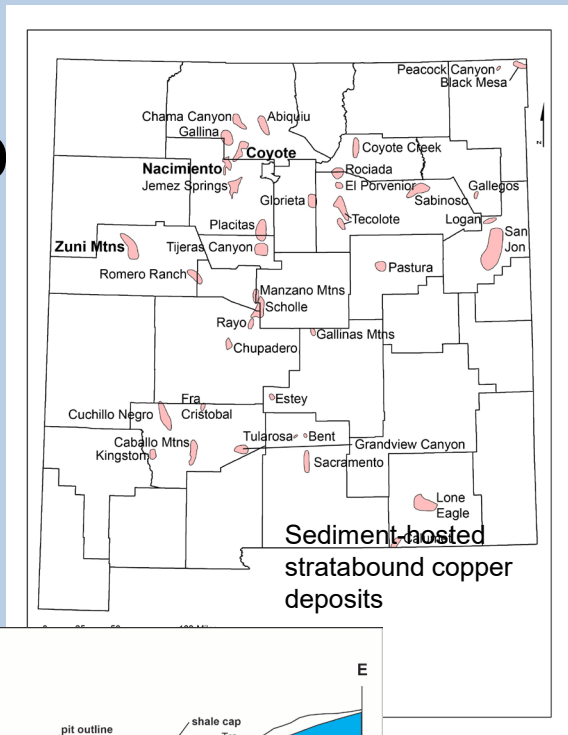 Peacock Canyon
Black Mesa
Chama Canyon
Abiquiu
Gallina
Coyote
Coyote Creek
Nacimiento
Rociada
Jemez Springs
El Porvenior
Gallegos
Glorieta
Sabinoso
Tecolote
Logan
Placitas
San
Jon
Zuni Mtns
Tijeras Canyon
Romero Ranch
Pastura
Manzano Mtns
Scholle
Rayo
Gallinas Mtns
Chupadero
Fra
Cristobal
Estey
Cuchillo Negro
Caballo Mtns
Tularosa
Bent
Grandview Canyon
Kingston
Sacramento
Lone
Eagle
Sediment-hosted
stratabound copper
deposits
E
shale cap
pit outline